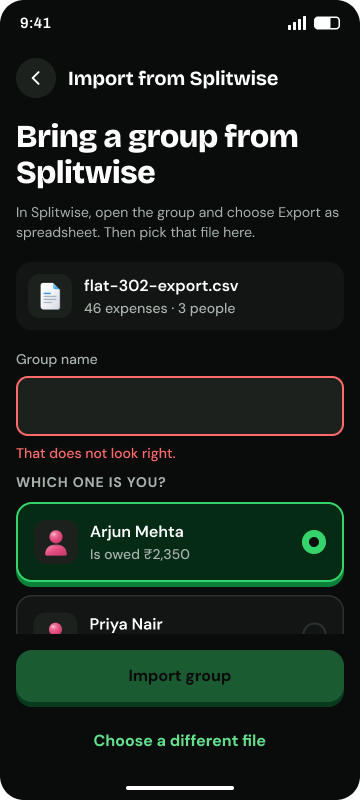 9:41
Import from Splitwise
Bring a group from
Splitwise
In Splitwise, open the group and choose Export as
spreadsheet. Then pick that file here.
flat-302-export.csv
46 expenses · 3 people
Group name
That does not look right.
WHICH ONE IS YOU?
Arjun Mehta
Is owed ₹2,350
Priya Nair
Import group
Choose a different file